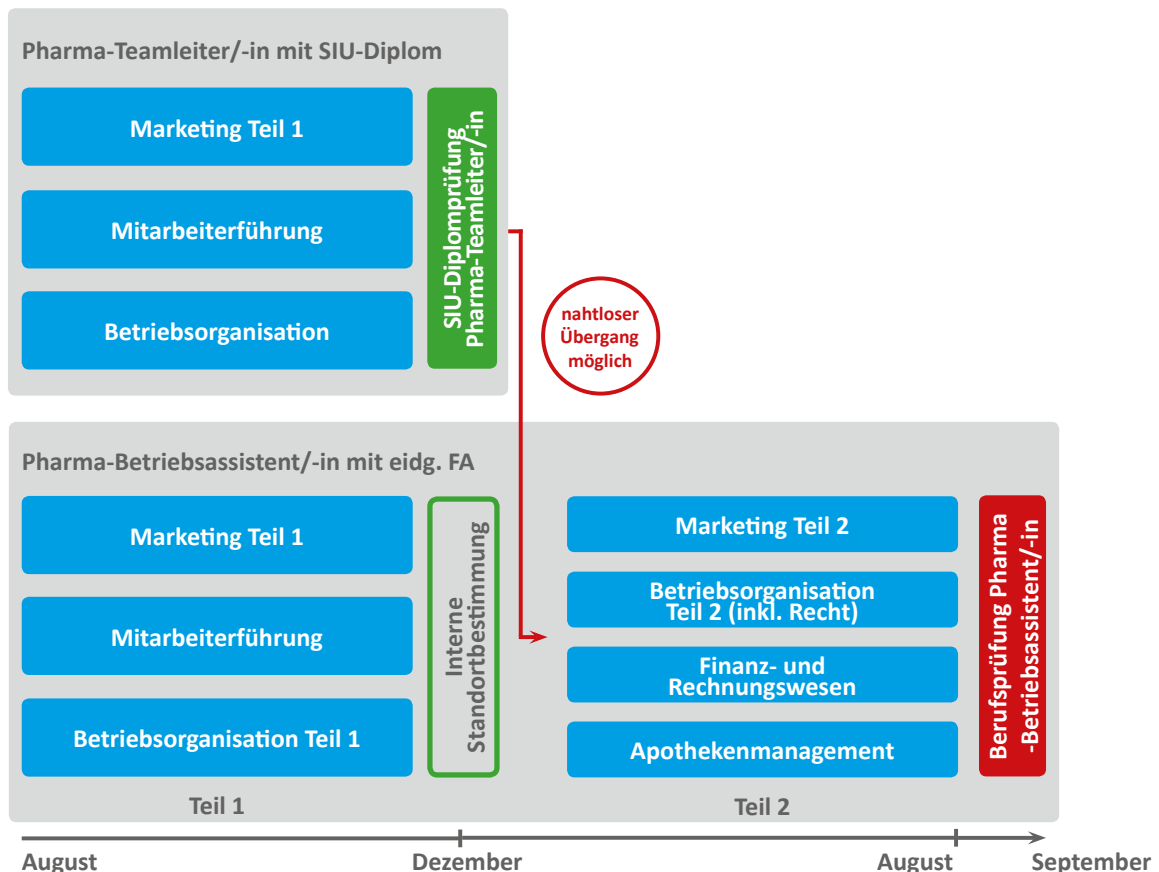 Pharma-Teamleiter/-in mit SIU-Diplom
Marketing Teil 1
Mitarbeiterführung
Betriebsorganisation
SIU-Diplomprüfung
Pharma-Teamleiter/-in
nahtloser
Übergang
möglich
Pharma-Betriebsassistent/-in mit eidg. FA
Marketing Teil 1
Mitarbeiterführung
Betriebsorganisation Teil 1
Interne
Standortbestimmung
Marketing Teil 2
Betriebsorganisation
Teil 2 (inkl. Recht)
Finanz- und
Rechnungswesen
Apothekenmanagement
Berufsprüfung Pharma
-Betriebsassistent/-in
Teil 1
Teil 2
August
Dezember
August
September